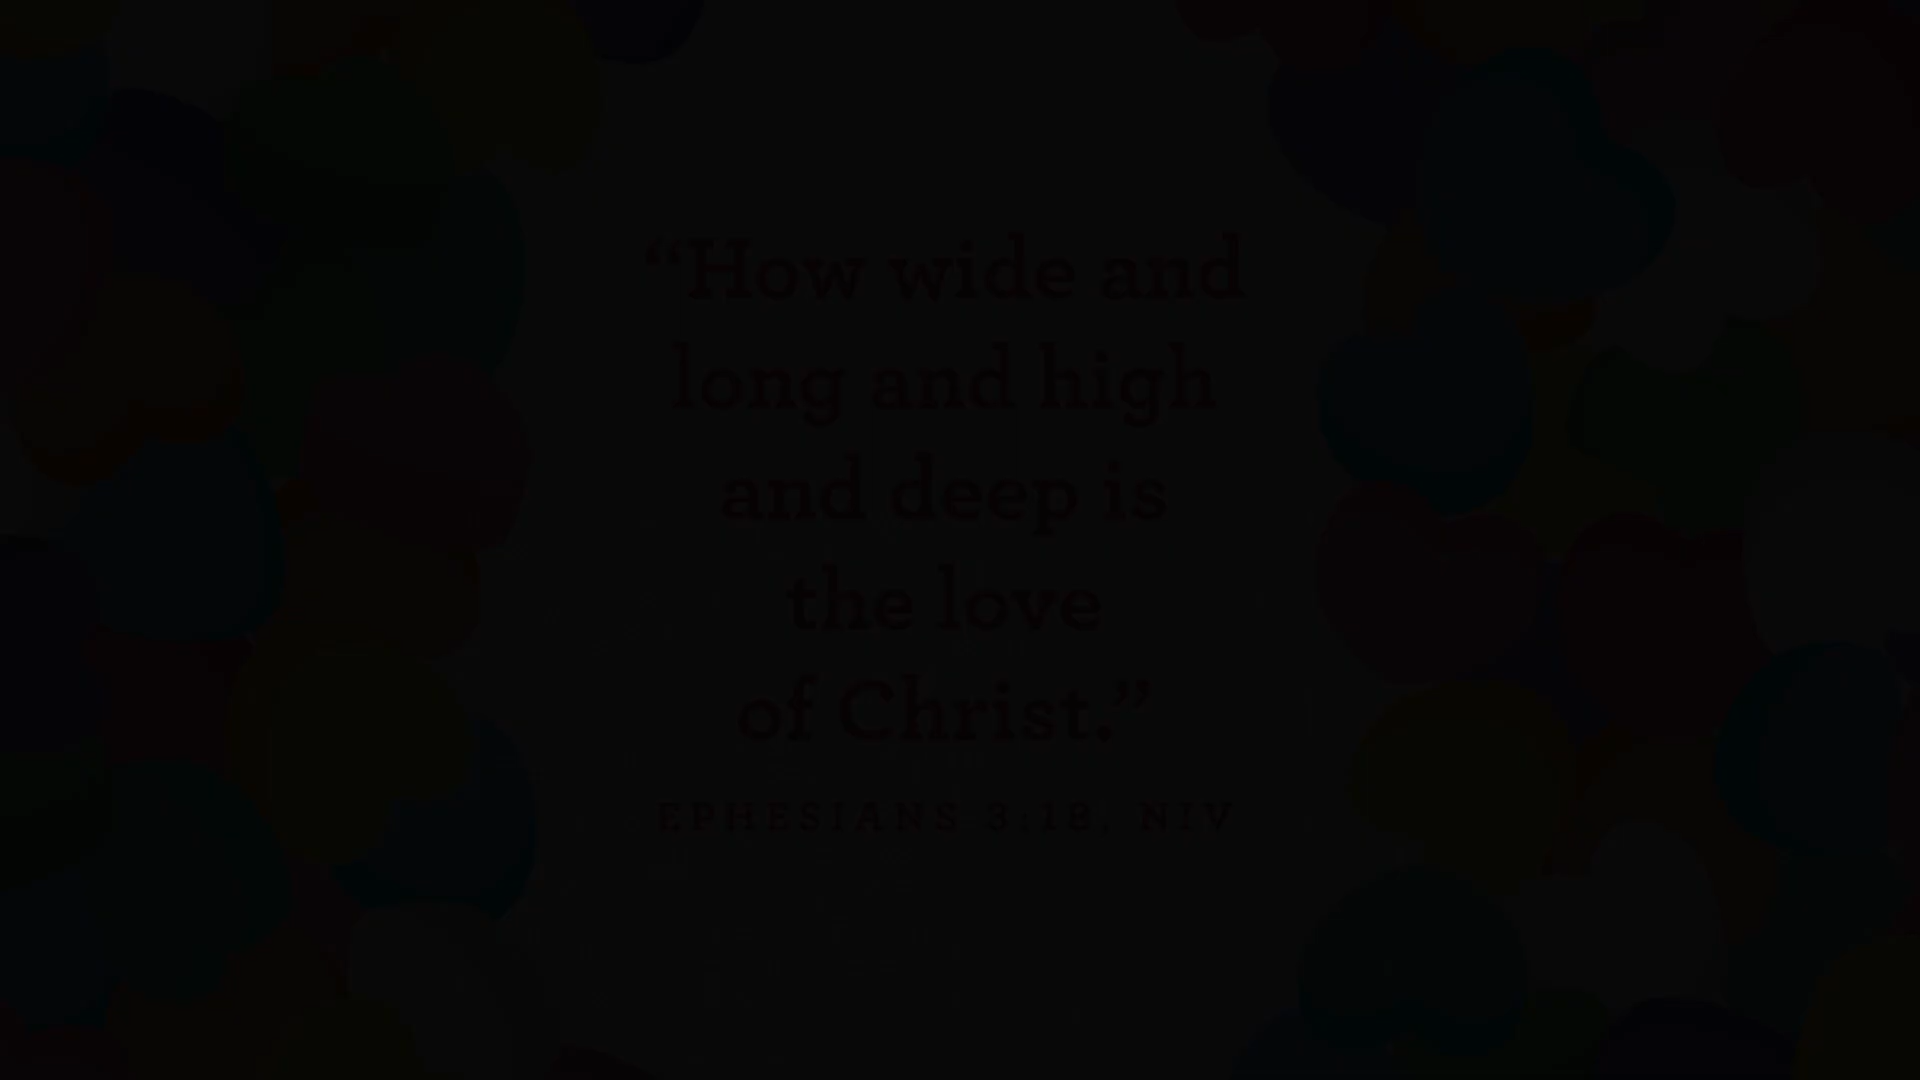 “How wide and
long and high
and deep is
the love
of Christ.”
EPHESIANS 3:18, NIV